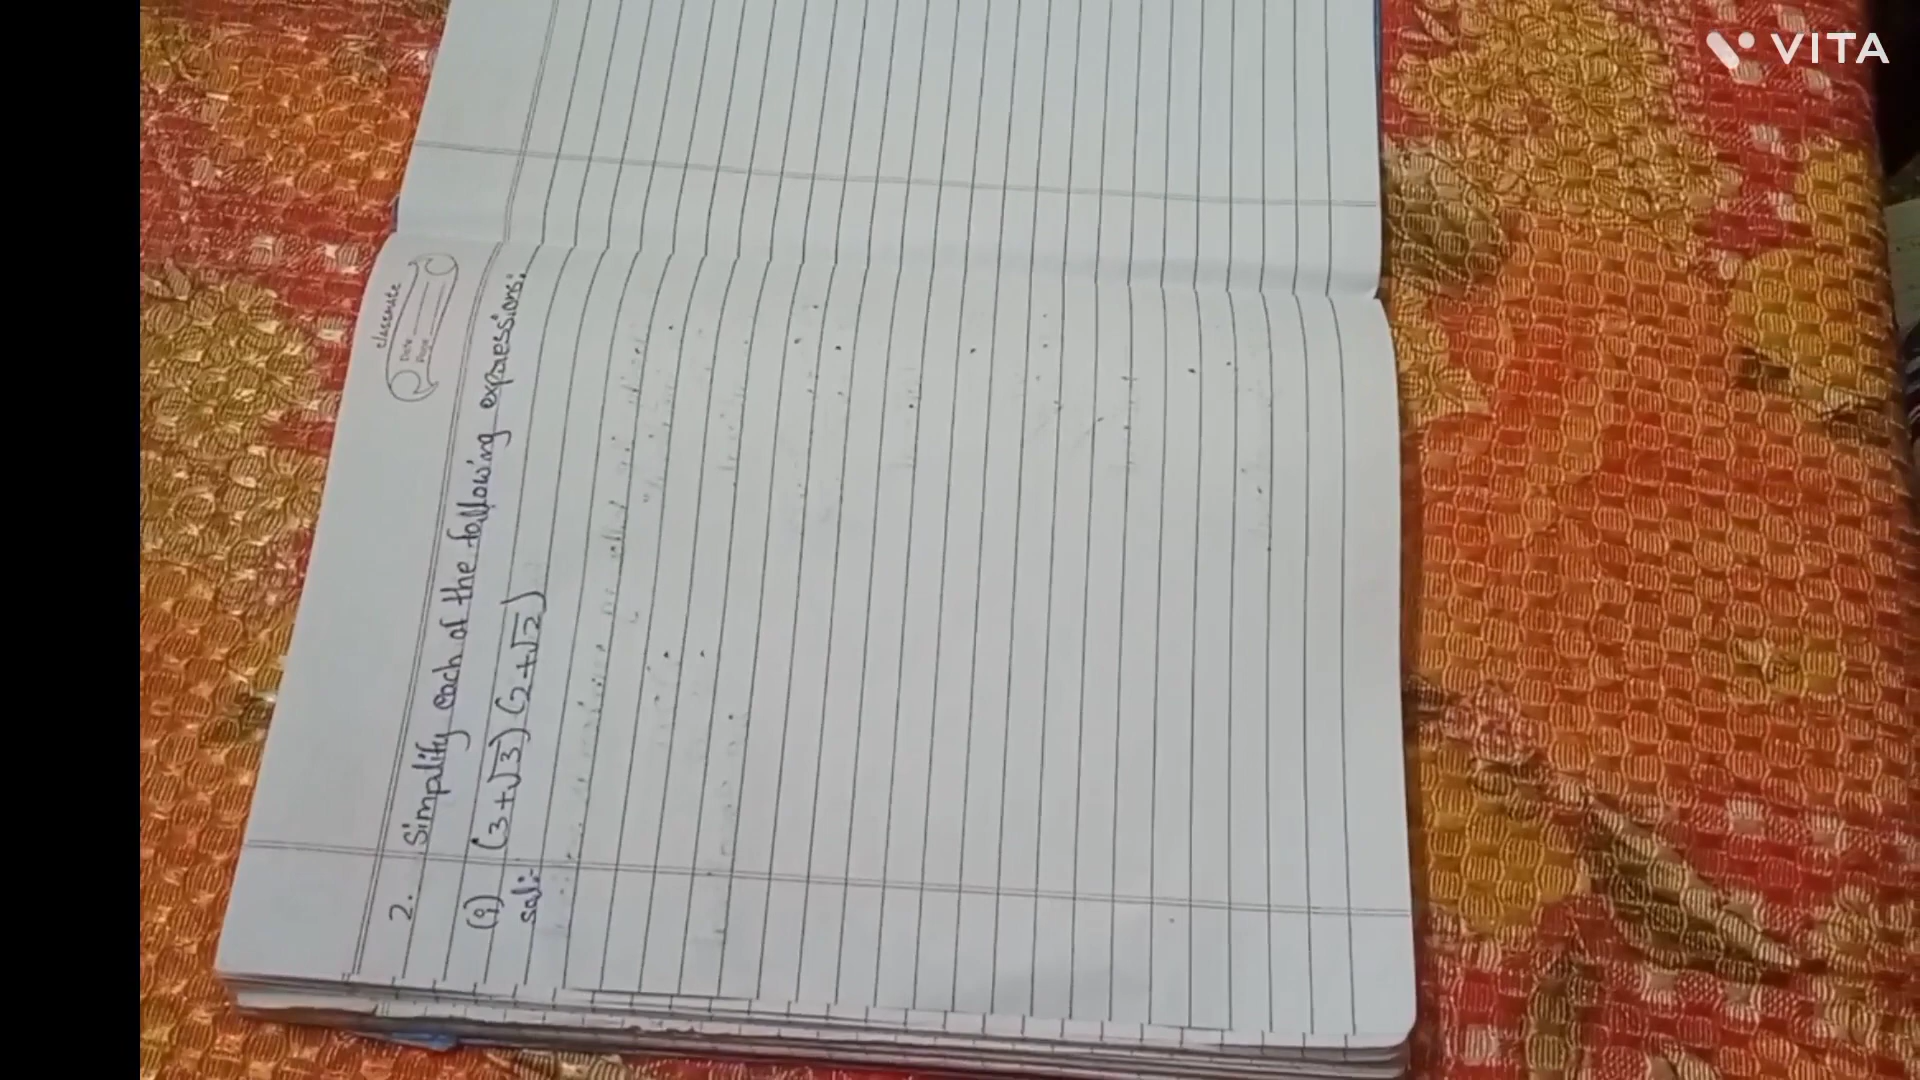 VITA
classmate
Date
Page
2. Simplify each of the following expressions:
(i) (3+√3) (2+√2)
Sol:-